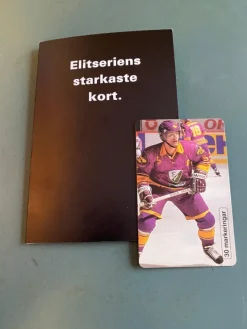 Elitseriens
starkaste
kort.
30 markeringar